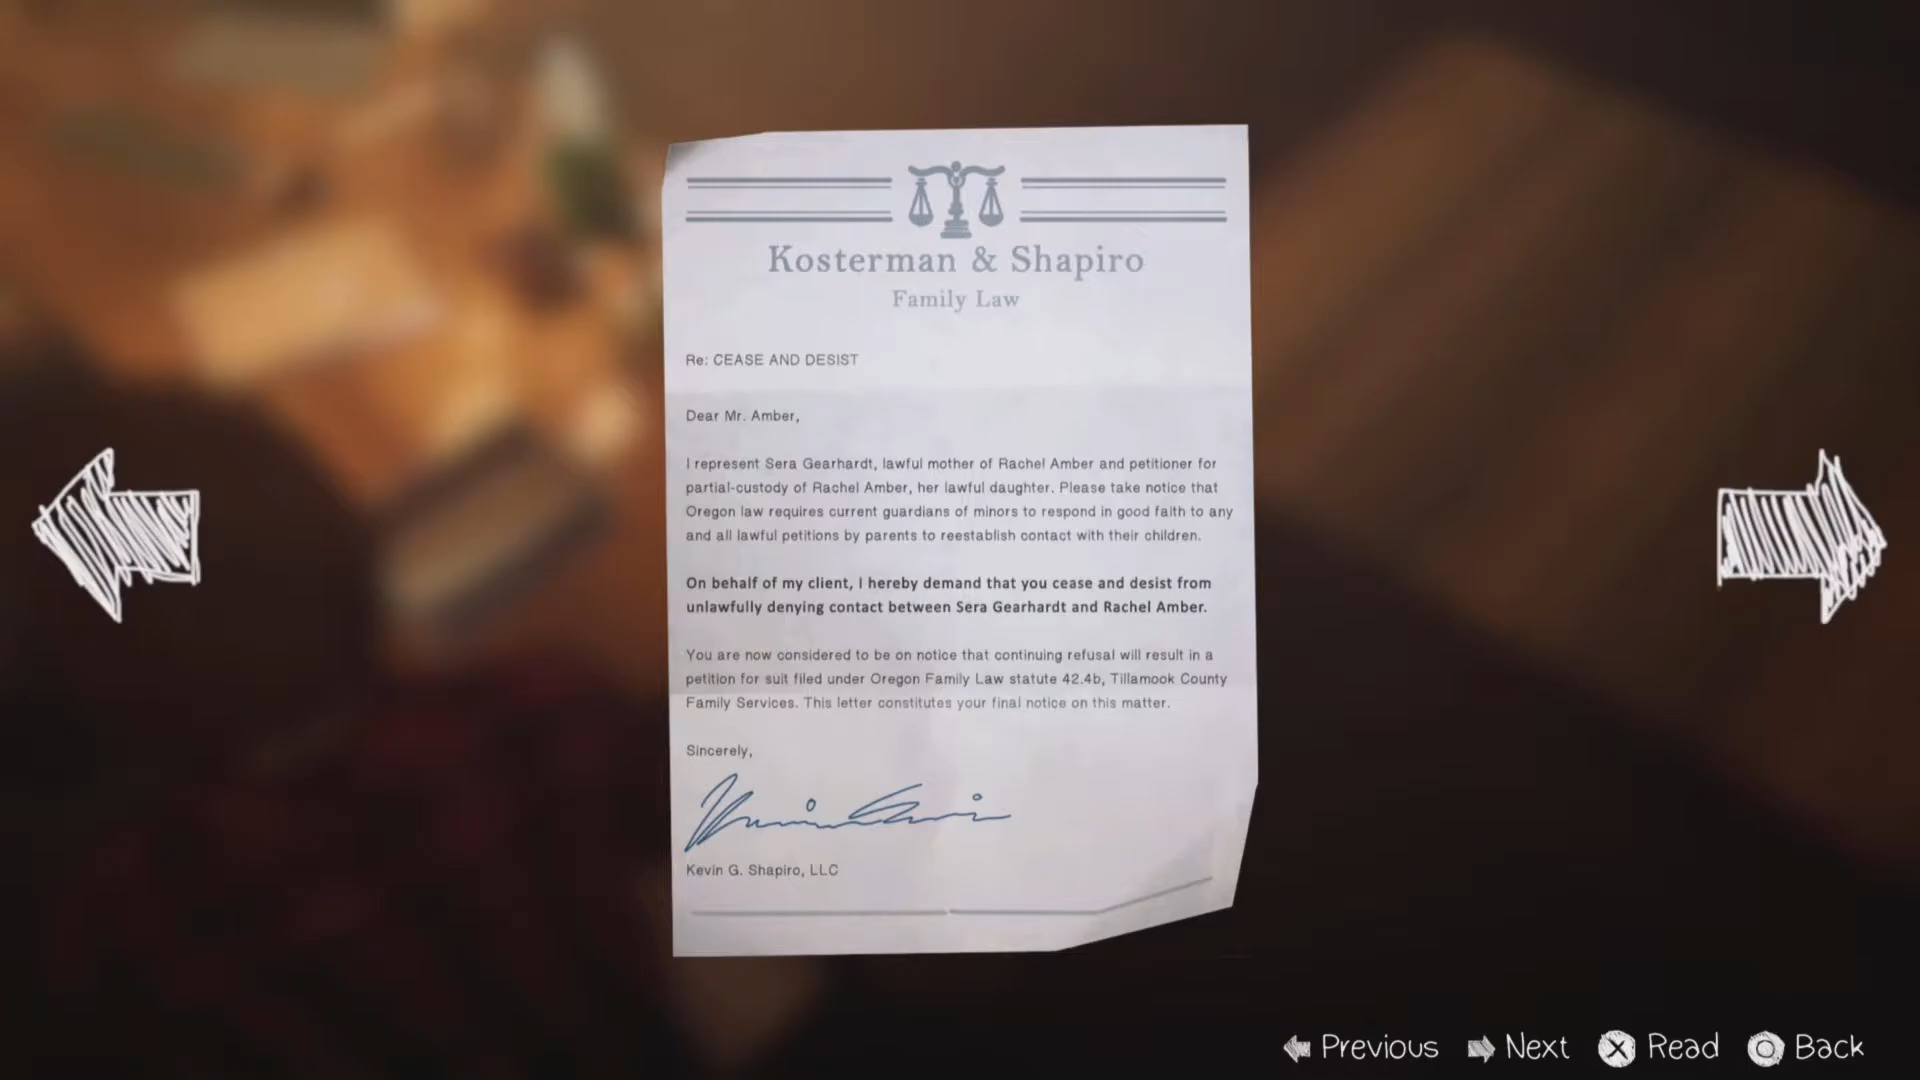 Kosterman & Shapiro
Family Law
Re: CEASE AND DESIST
Dear Mr. Amber,
I represent Sera Gearhardt, lawful mother of Rachel Amber and petitioner for
partial-custody of Rachel Amber, her lawful daughter. Please take notice that
Oregon law requires current guardians of minors to respond in good faith to any
and all lawful petitions by parents to reestablish contact with their children.
On behalf of my client, I hereby demand that you cease and desist from
unlawfully denying contact between Sera Gearhardt and Rachel Amber.
You are now considered to be on notice that continuing refusal will result in a
petition for suit filed under Oregon Family Law statute 42.4b, Tillamook County
Family Services. This letter constitutes your final notice on this matter.
Sincerely,
Kevin G. Shapiro, LLC
Previous Next Read Back